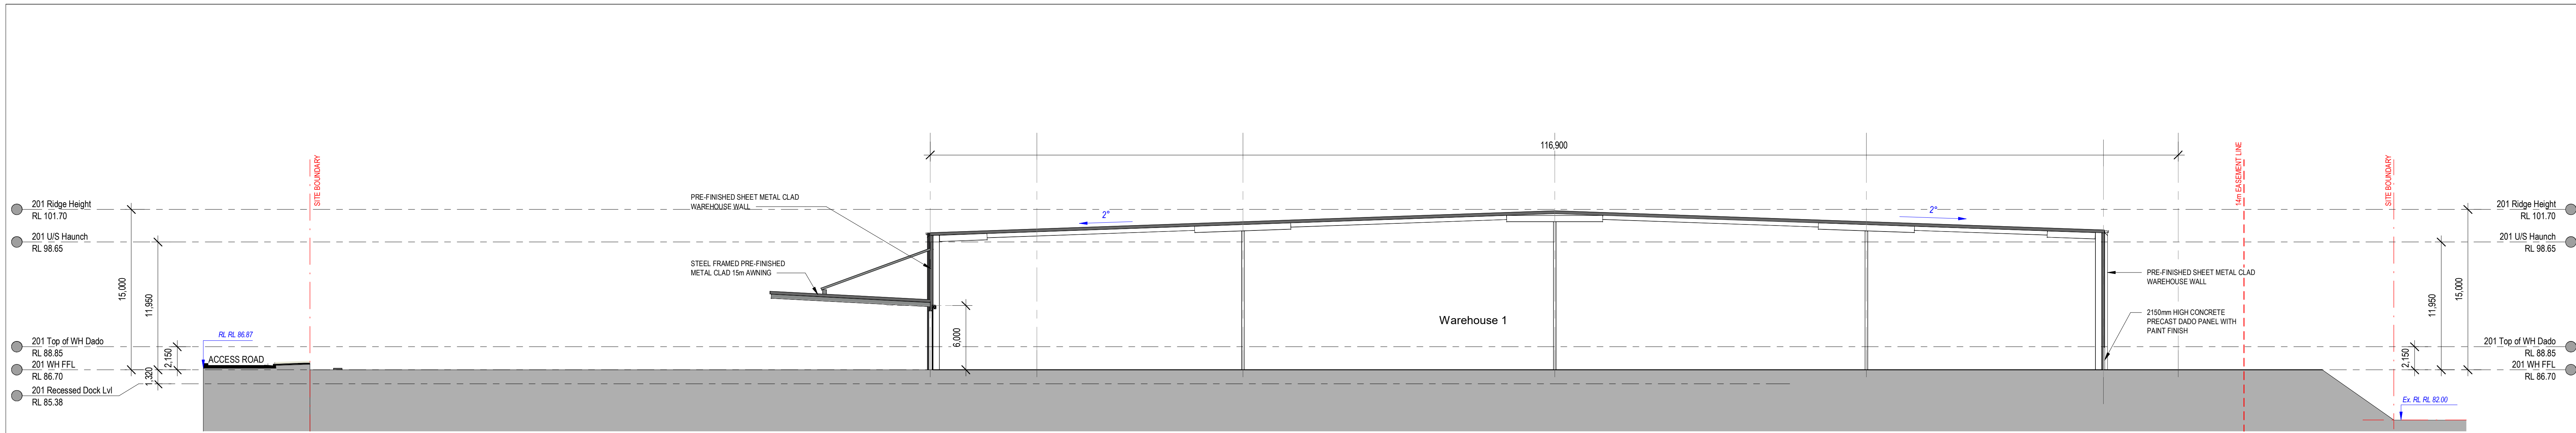 SITE BOUNDARY
116,900
14m EASEMENT LINE
SITE BOUNDARY
201 Ridge Height
RL 101.70
201 U/S Haunch
RL 98.65
15,000
11,950
201 Top of WH Dado
RL 88.85
201 WH FFL
RL 86.70
201 Recessed Dock Lvl
RL 85.38
2,150
1,320
RL RL 86.87
ACCESS ROAD
PRE-FINISHED SHEET METAL CLAD
WAREHOUSE WALL
STEEL FRAMED PRE-FINISHED
METAL CLAD 15m AWNING
2°
2°
6,000
Warehouse 1
PRE-FINISHED SHEET METAL CLAD
WAREHOUSE WALL
2150mm HIGH CONCRETE
PRECAST DADO PANEL WITH
PAINT FINISH
201 Ridge Height
RL 101.70
201 U/S Haunch
RL 98.65
15,000
11,950
2,150
201 Top of WH Dado
RL 88.85
201 WH FFL
RL 86.70
Ex. RL RL 82.00